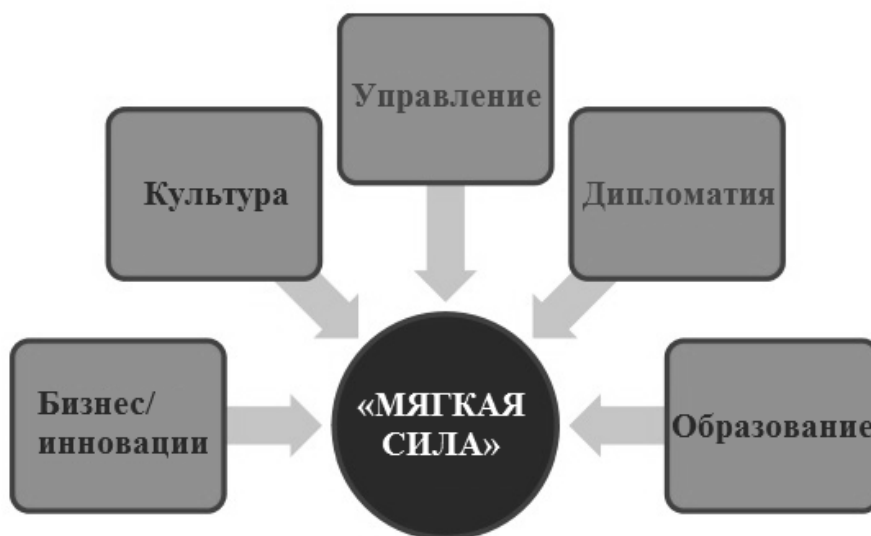 Управление
Культура
Дипломатия
Бизнес/
инновации
«МЯГКАЯ
СИЛА»
Образование